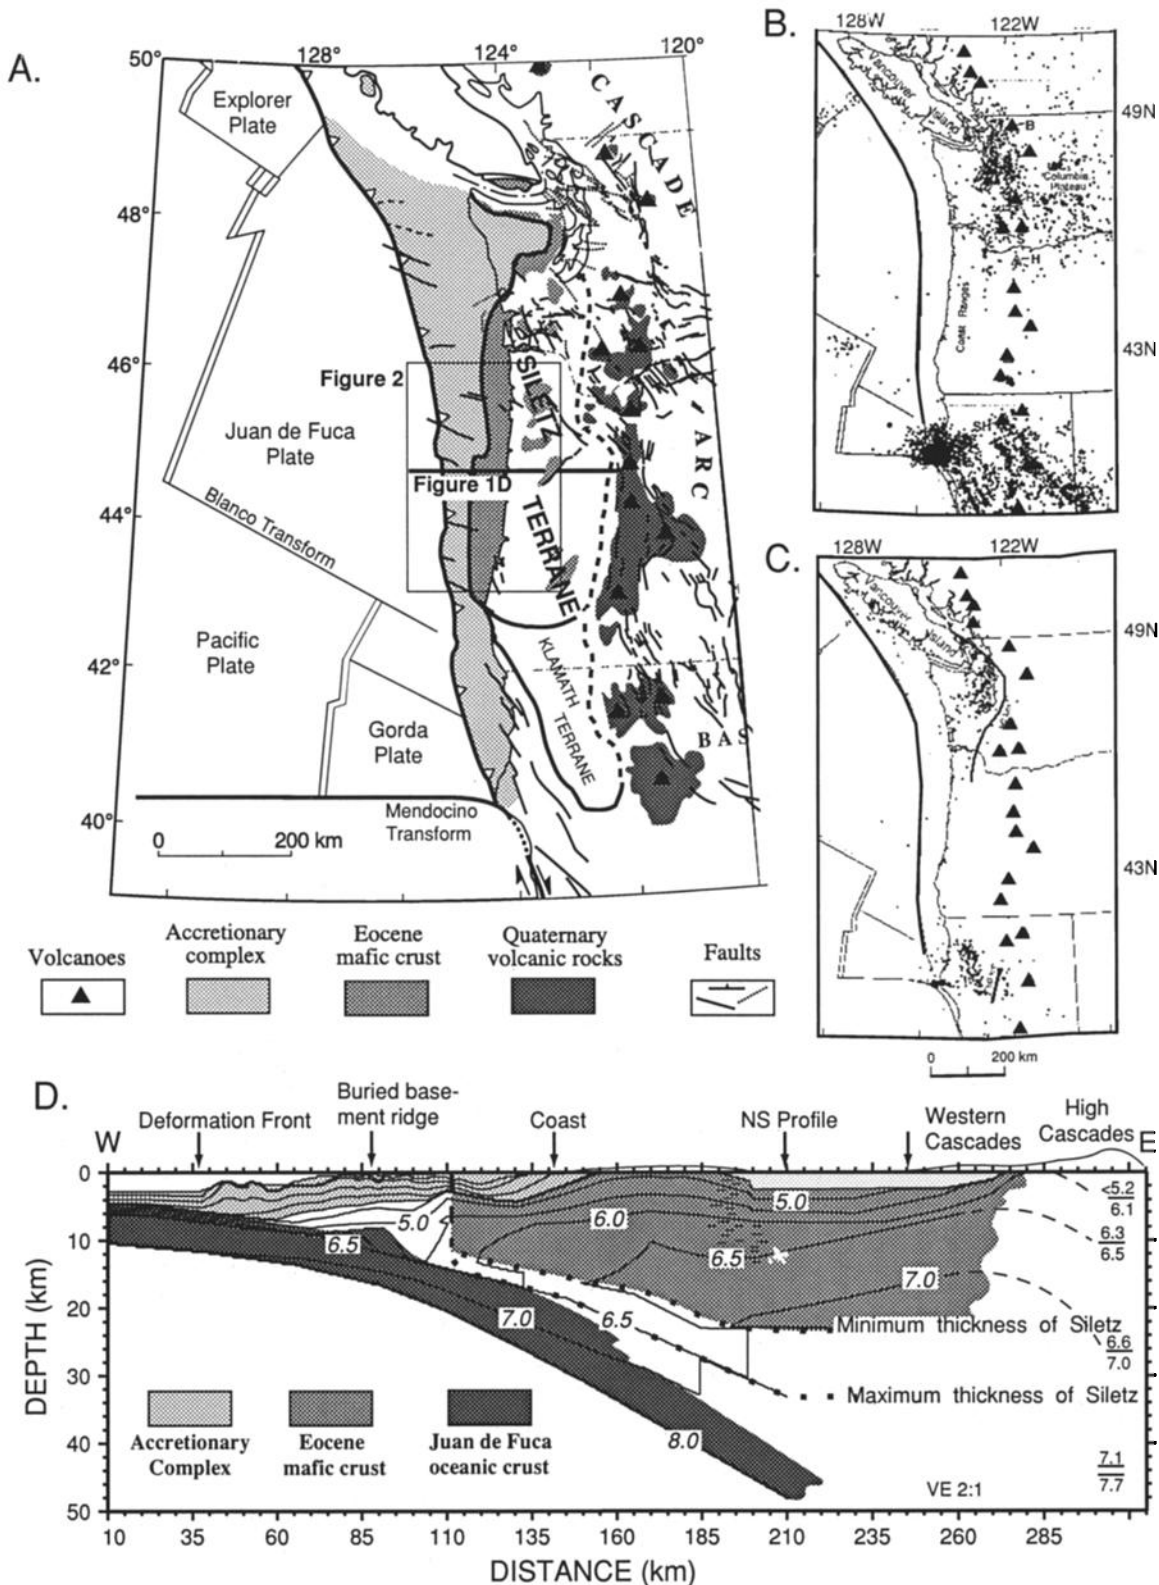 A.
50°
128°
124°
120°
Explorer
Plate
CASCADE
ARC
48°
46°
Figure 2
SILETZ
TERRANE
Juan de Fuca
Plate
Figure 1D
44°
Blanco Transform
Pacific
Plate
42°
KLAMATH
TERRANE
Gorda
Plate
BAS
Mendocino
Transform
40°
0 200 km
Volcanoes
Accretionary
complex
Eocene
mafic crust
Quaternary
volcanic rocks
Faults
B.
128W
122W
Vancouver
Island
49N
B
Columbia
Plateau
H
Coast Ranges
43N
SH
C.
128W
122W
Vancouver
Island
49N
43N
0 200 km
D.
Deformation Front
Buried base-
ment ridge
Coast
NS Profile
Western
Cascades
High
Cascades
W
E
0
10
20
30
40
50
DEPTH (km)
5.0
6.5
6.0
5.0
6.5
7.0
7.0
6.5
8.0
<5.2
6.1
6.3
6.5
6.6
7.0
7.1
7.7
Minimum thickness of Siletz
Maximum thickness of Siletz
Accretionary
Complex
Eocene
mafic crust
Juan de Fuca
oceanic crust
VE 2:1
10 35 60 85 110 135 160 185 210 235 260 285
DISTANCE (km)